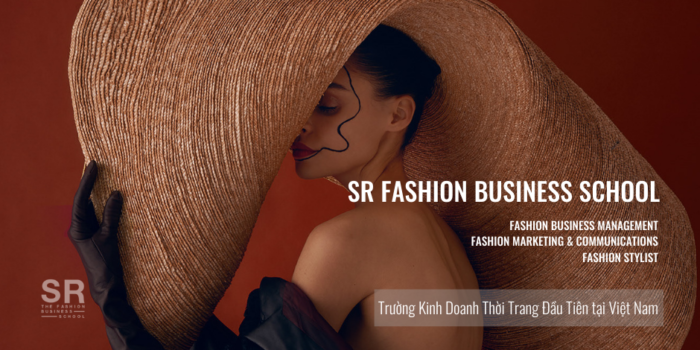 SR FASHION BUSINESS SCHOOL
FASHION BUSINESS MANAGEMENT
FASHION MARKETING & COMMUNICATIONS
FASHION STYLIST
SR
THE FASHION
BUSINESS
SCHOOL
Trường Kinh Doanh Thời Trang Đầu Tiên tại Việt Nam